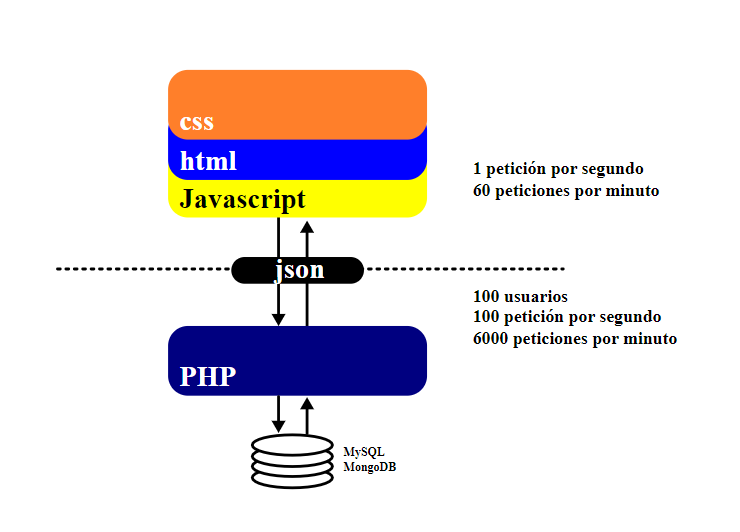 css
html
Javascript
1 petición por segundo
60 peticiones por minuto
json
100 usuarios
100 petición por segundo
6000 peticiones por minuto
PHP
MySQL
MongoDB